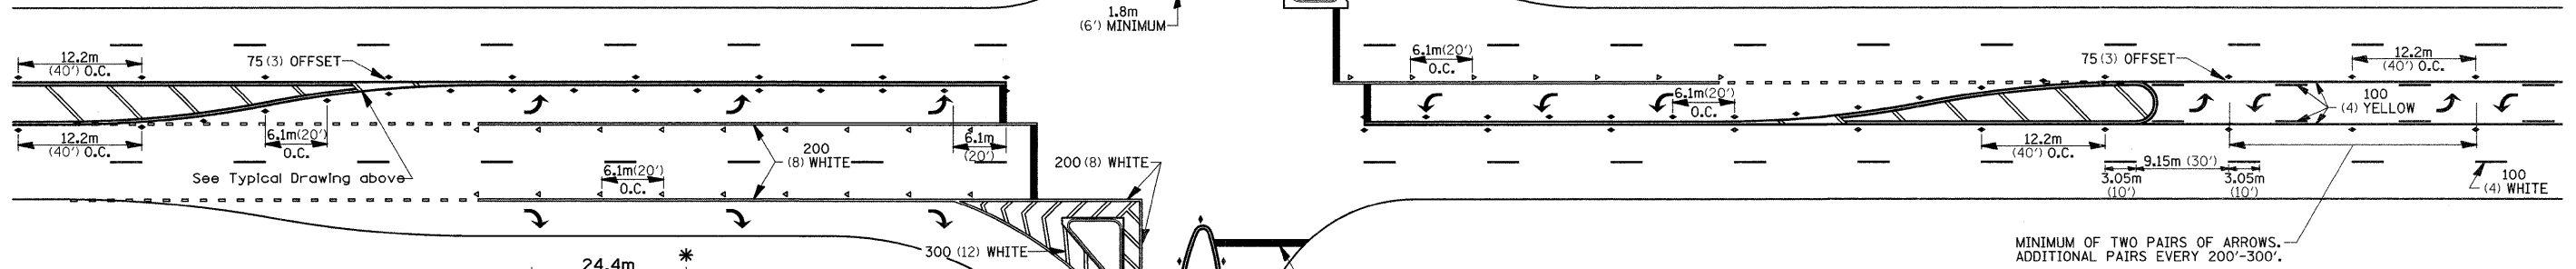 1.8m
(6') MINIMUM
12.2m
(40') O.C.
75 (3) OFFSET
6.1m(20')
O.C.
75 (3) OFFSET
12.2m
(40') O.C.
6.1m(20')
O.C.
100
(4) YELLOW
12.2m
(40') O.C.
6.1m(20')
O.C.
6.1m
(20')
200
(8) WHITE
200 (8) WHITE
12.2m
(40') O.C.
See Typical Drawing above
6.1m(20')
O.C.
9.15m (30')
3.05m
(10')
3.05m
(10')
100
(4) WHITE
300 (12) WHITE
MINIMUM OF TWO PAIRS OF ARROWS.
ADDITIONAL PAIRS EVERY 200'-300'.
24.4m
*